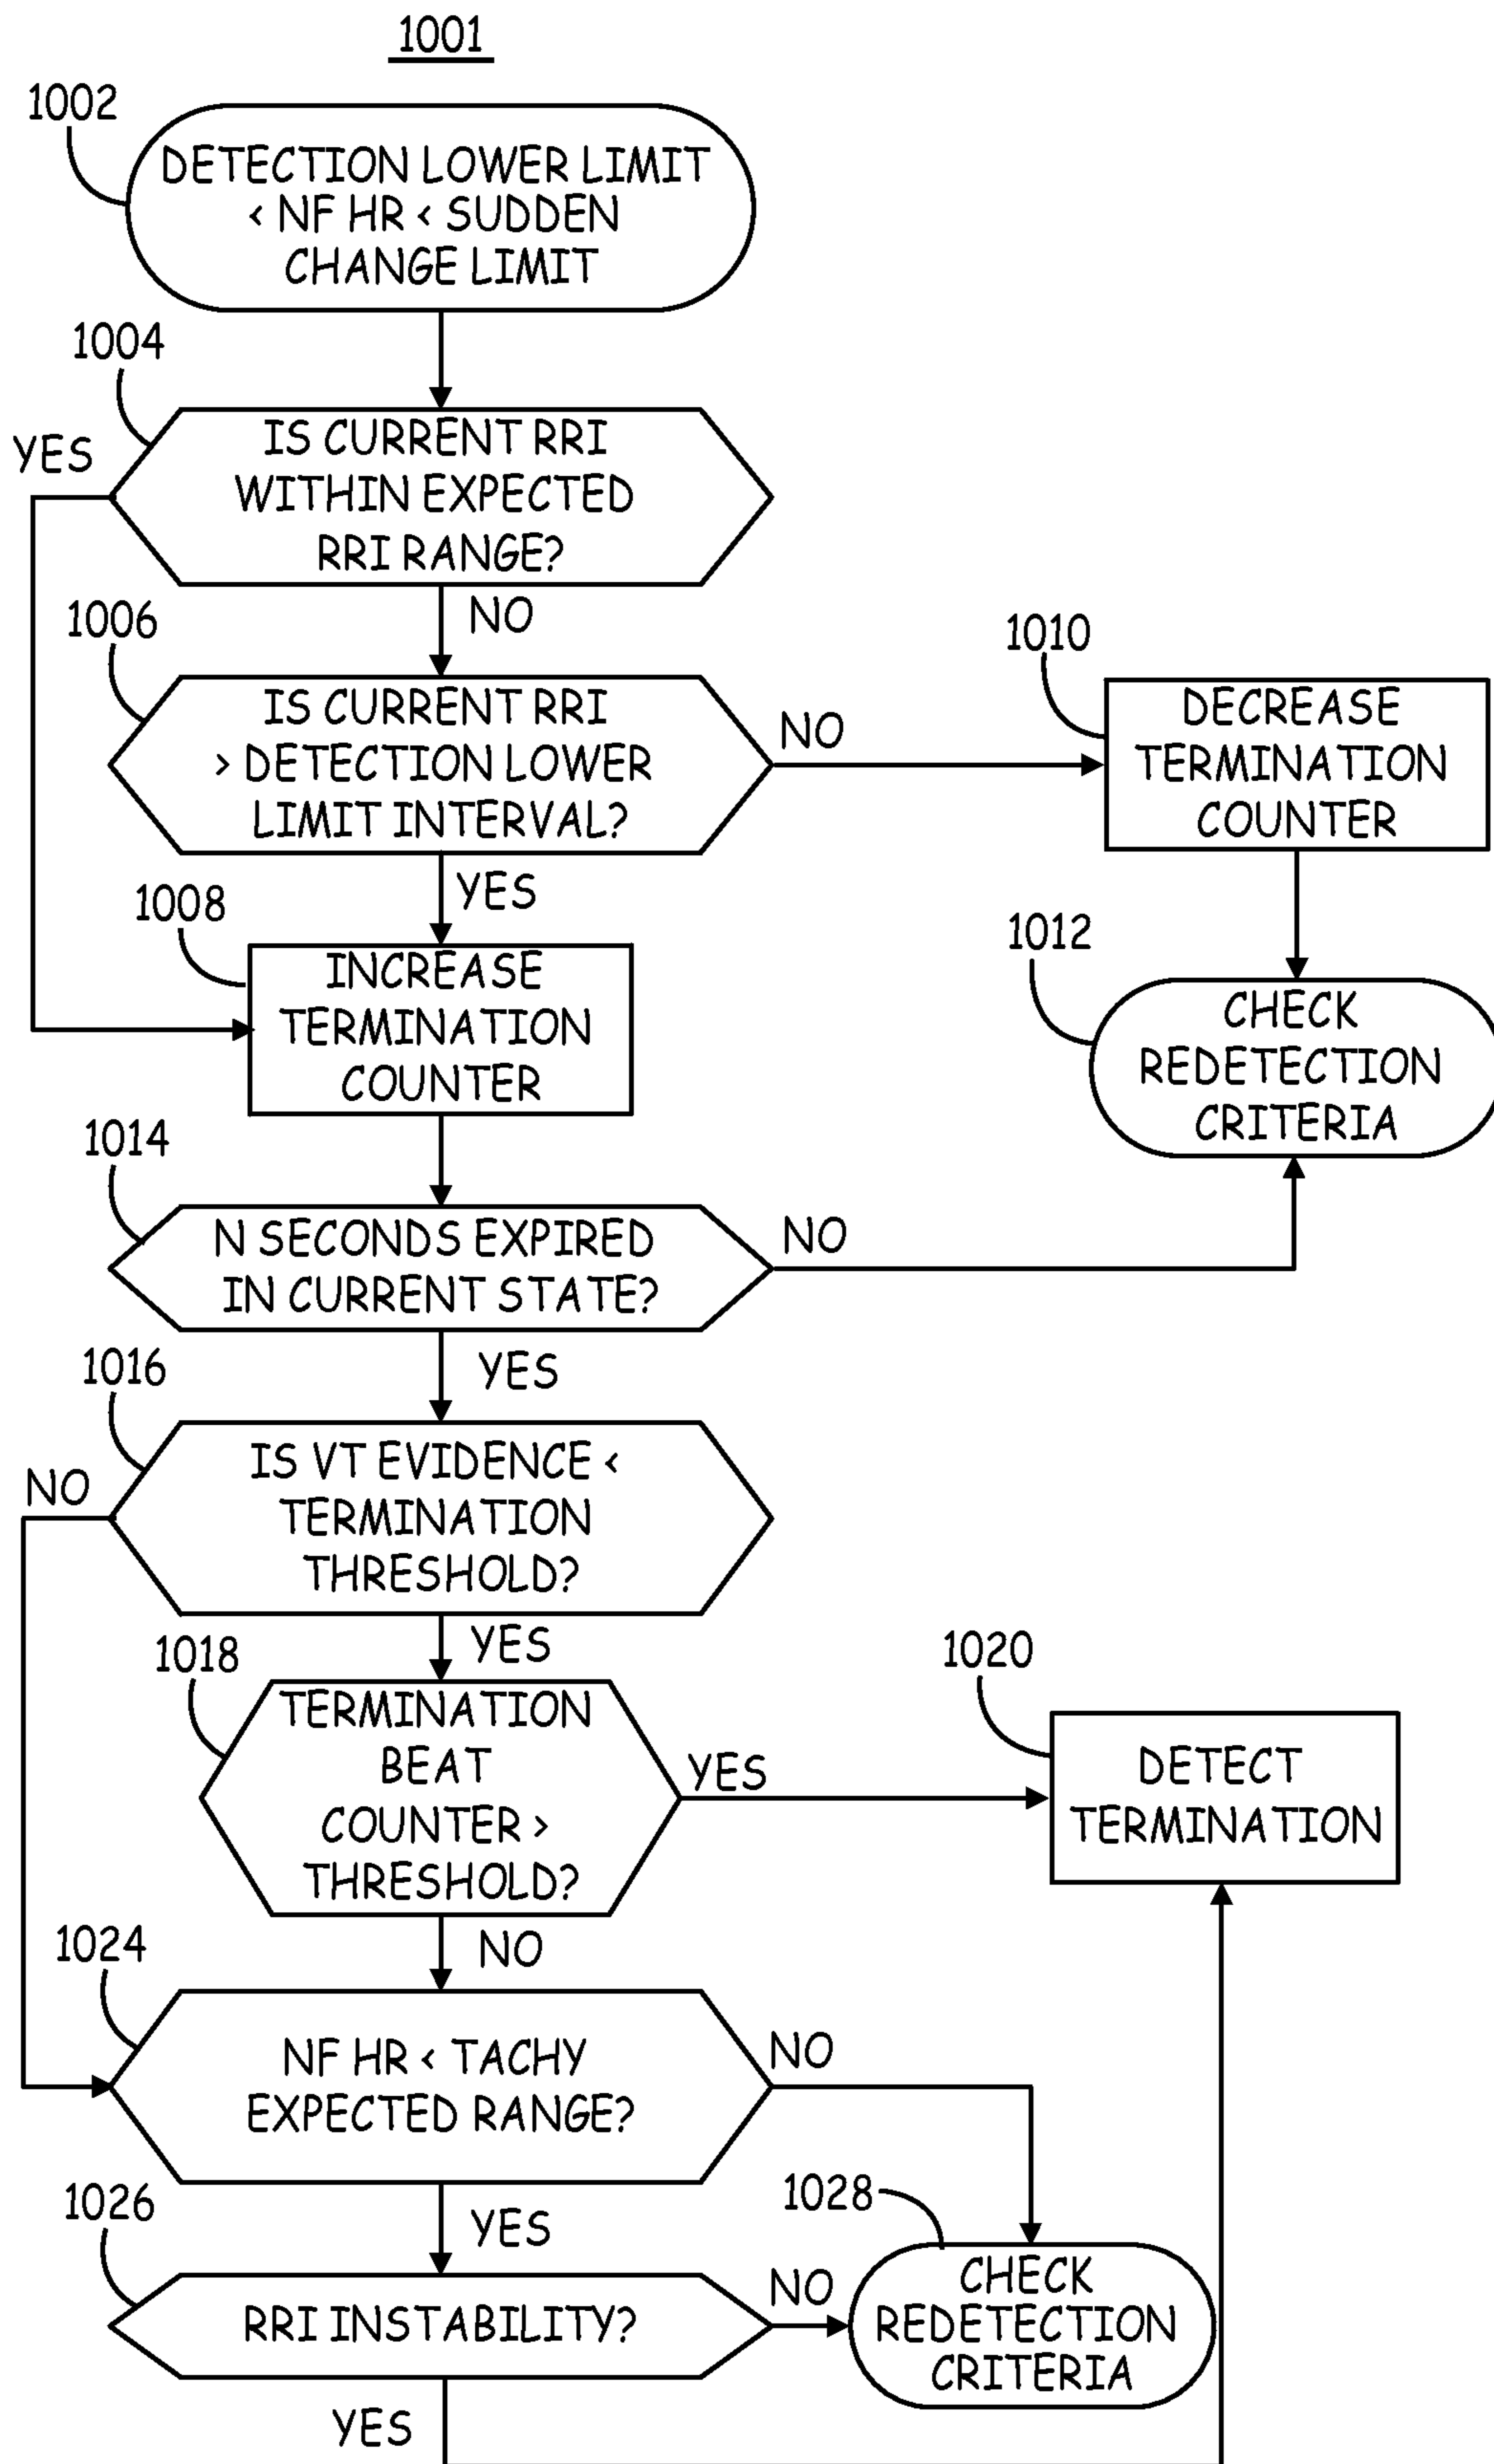 1001
1002
DETECTION LOWER LIMIT
< NF HR < SUDDEN
CHANGE LIMIT
1004
YES
IS CURRENT RRI
WITHIN EXPECTED
RRI RANGE?
NO
1006
IS CURRENT RRI
> DETECTION LOWER
LIMIT INTERVAL?
NO
1010
DECREASE
TERMINATION
COUNTER
YES
1008
INCREASE
TERMINATION
COUNTER
1012
CHECK
REDETECTION
CRITERIA
1014
N SECONDS EXPIRED
IN CURRENT STATE?
NO
YES
1016
NO
IS VT EVIDENCE <
TERMINATION
THRESHOLD?
YES
1018
TERMINATION
BEAT
COUNTER >
THRESHOLD?
YES
1020
DETECT
TERMINATION
NO
1024
NF HR < TACHY
EXPECTED RANGE?
NO
YES
1026
RRI INSTABILITY?
NO
1028
CHECK
REDETECTION
CRITERIA
YES